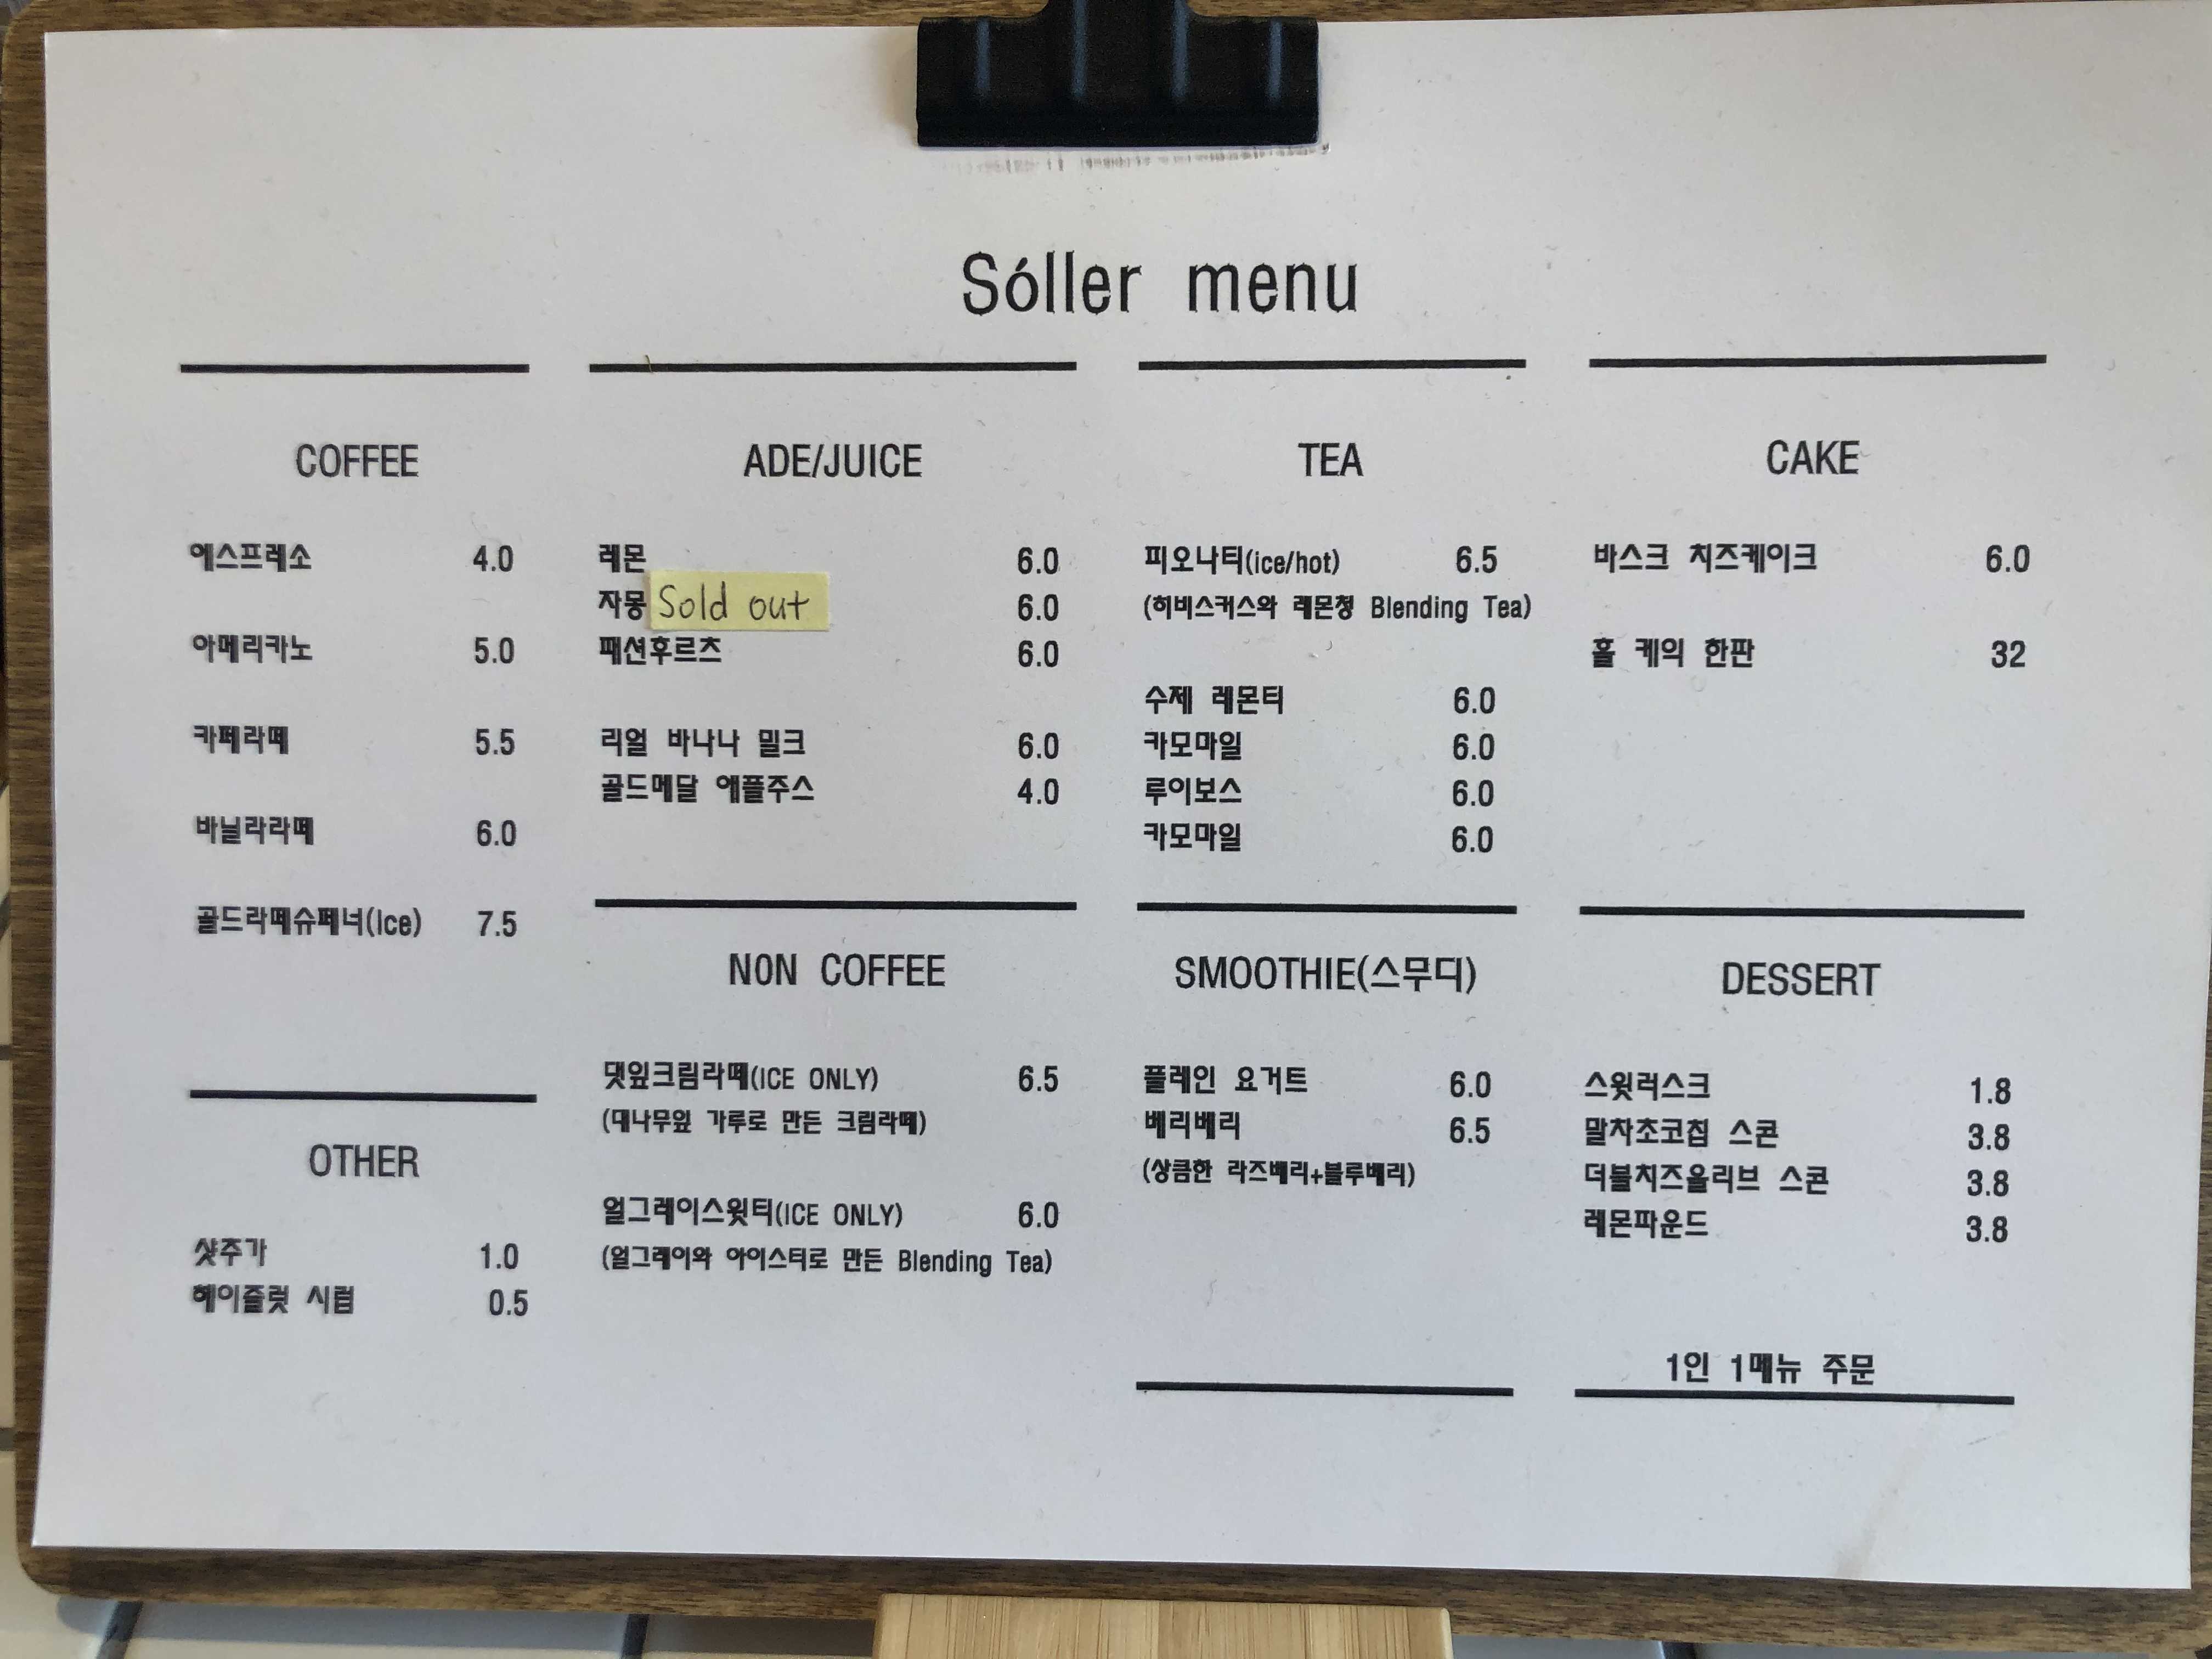 Sóller menu
COFFEE
에스프레소 4.0
아메리카노 5.0
카페라떼 5.5
바닐라라떼 6.0
골드라떼슈페너(Ice) 7.5
OTHER
샷추가 1.0
헤이즐럿 시럽 0.5
ADE/JUICE
레몬 6.0
자몽 Sold out 6.0
패션후르츠 6.0
리얼 바나나 밀크 6.0
골드메달 애플주스 4.0
NON COFFEE
댓잎크림라떼(ICE ONLY) 6.5
(대나무잎 가루로 만든 크림라떼)
얼그레이스윗티(ICE ONLY) 6.0
(얼그레이와 아이스티로 만든 Blending Tea)
TEA
피오나티(ice/hot) 6.5
(히비스커스와 레몬청 Blending Tea)
수제 레몬티 6.0
카모마일 6.0
루이보스 6.0
카모마일 6.0
SMOOTHIE(스무디)
플레인 요거트 6.0
베리베리 6.5
(상큼한 라즈베리+블루베리)
CAKE
바스크 치즈케이크 6.0
홀 케익 한판 32
DESSERT
스윗러스크 1.8
말차초코칩 스콘 3.8
더블치즈올리브 스콘 3.8
레몬파운드 3.8
1인 1메뉴 주문